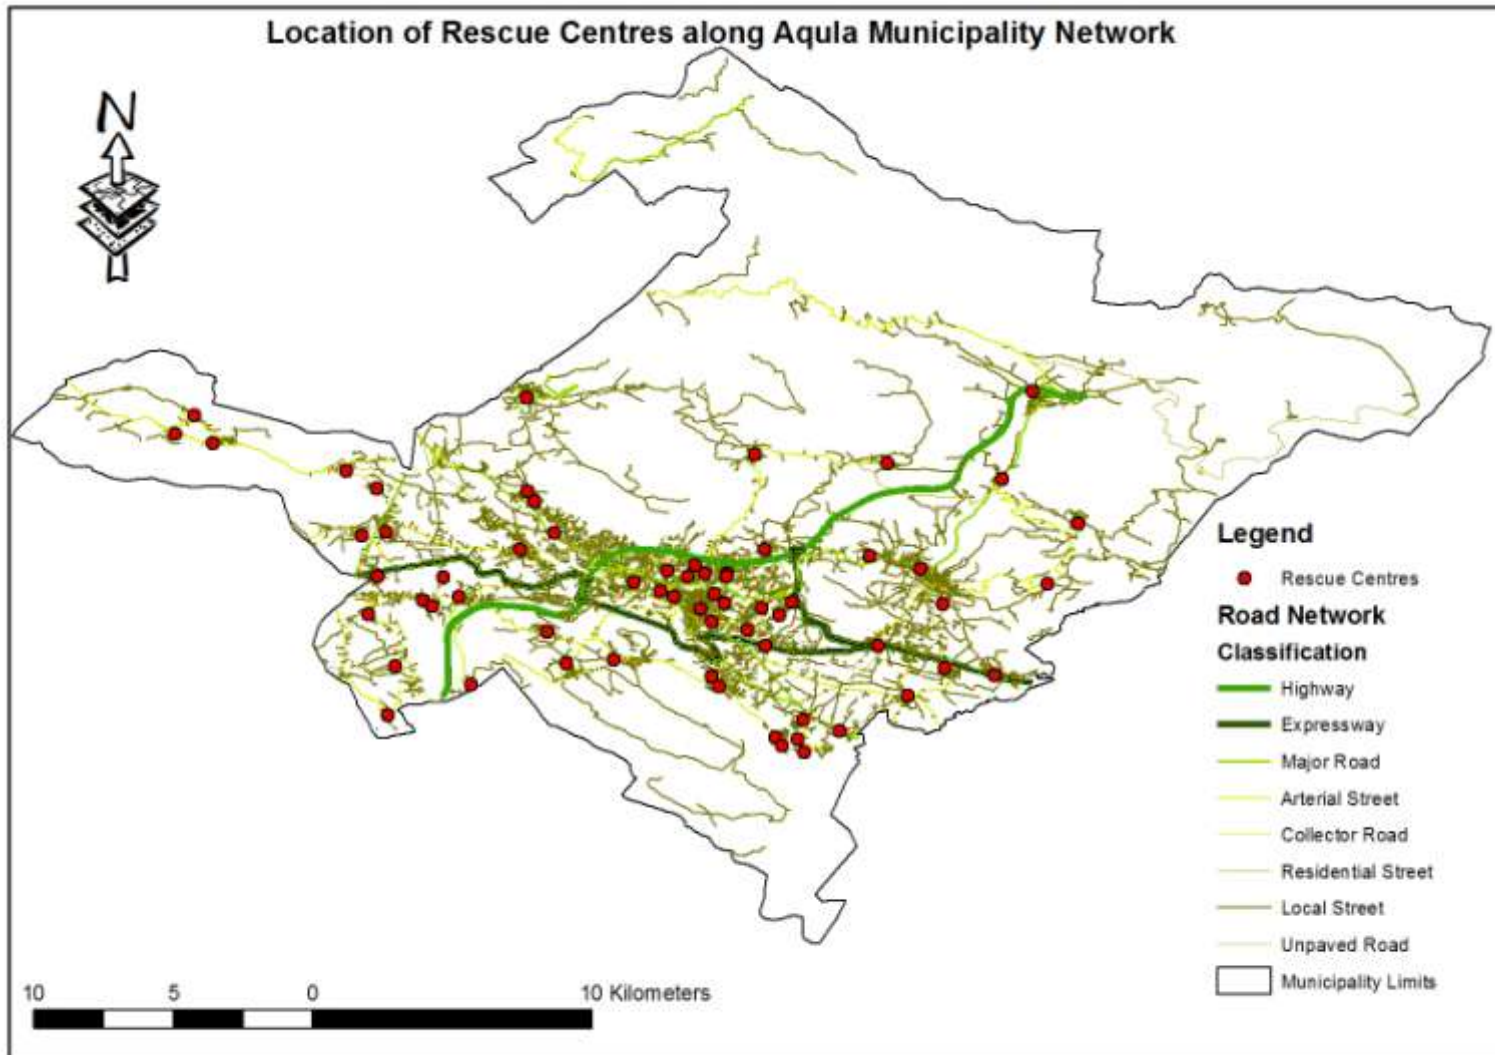 Location of Rescue Centres along Aqula Municipality Network
N
Legend
Rescue Centres
Road Network
Classification
Highway
Expressway
Major Road
Arterial Street
Collector Road
Residential Street
Local Street
Unpaved Road
Municipality Limits
10 5 0 10 Kilometers